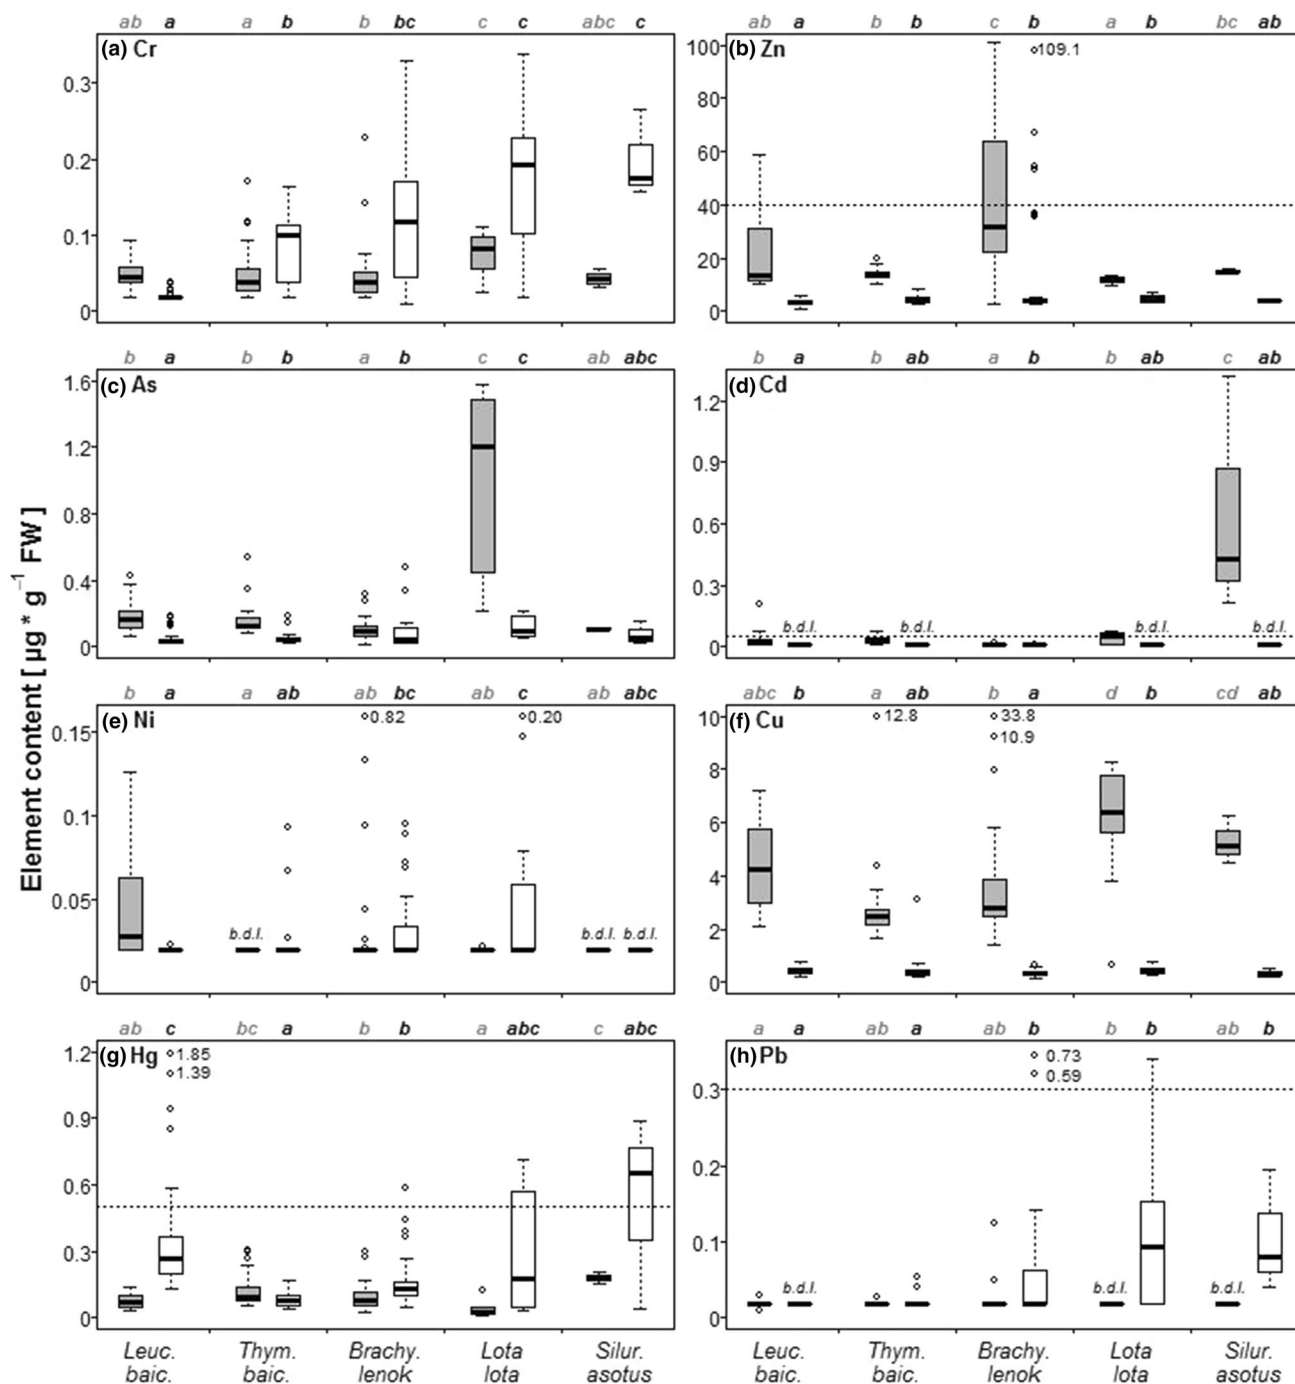 ab a a b b bc c c abc c
ab a b b c b a b bc ab
(a) Cr
(b) Zn
109.1
0.3
0.2
0.1
0
100
80
60
40
20
0
b a b b a b c c ab abc
b a b ab a b b ab c ab
(c) As
(d) Cd
1.6
1.2
0.8
0.4
0
1.2
0.9
0.6
0.3
0
b.d.l. b.d.l. b.d.l. b.d.l.
Element content [ µg * g⁻¹ FW ]
b a a ab ab bc ab c ab abc
abc b a ab b a d b cd ab
(e) Ni
0.82 0.20
(f) Cu
12.8 33.8
10.9
0.15
0.1
0.05
0
b.d.l. b.d.l. b.d.l.
10
8
6
4
2
0
ab c bc a b b a abc c abc
a a ab a ab b b b ab b
(g) Hg
1.85
1.39
(h) Pb
0.73
0.59
1.2
0.9
0.6
0.3
0
0.3
0.2
0.1
0
b.d.l. b.d.l. b.d.l.
Leuc. Thym. Brachy. Lota Silur.
baic. baic. lenok lota asotus
Leuc. Thym. Brachy. Lota Silur.
baic. baic. lenok lota asotus